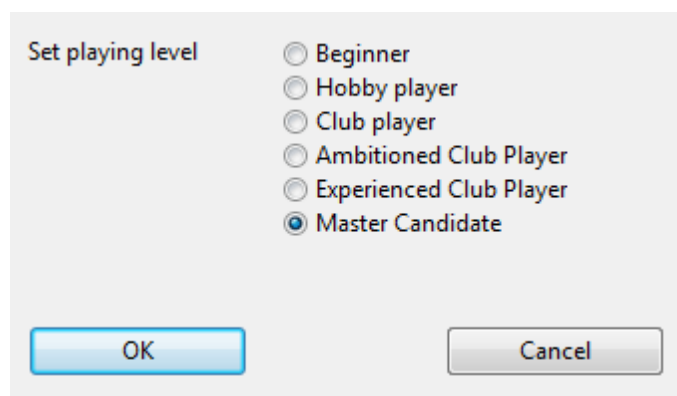 Set playing level
Beginner
Hobby player
Club player
Ambitioned Club Player
Experienced Club Player
Master Candidate
OK
Cancel